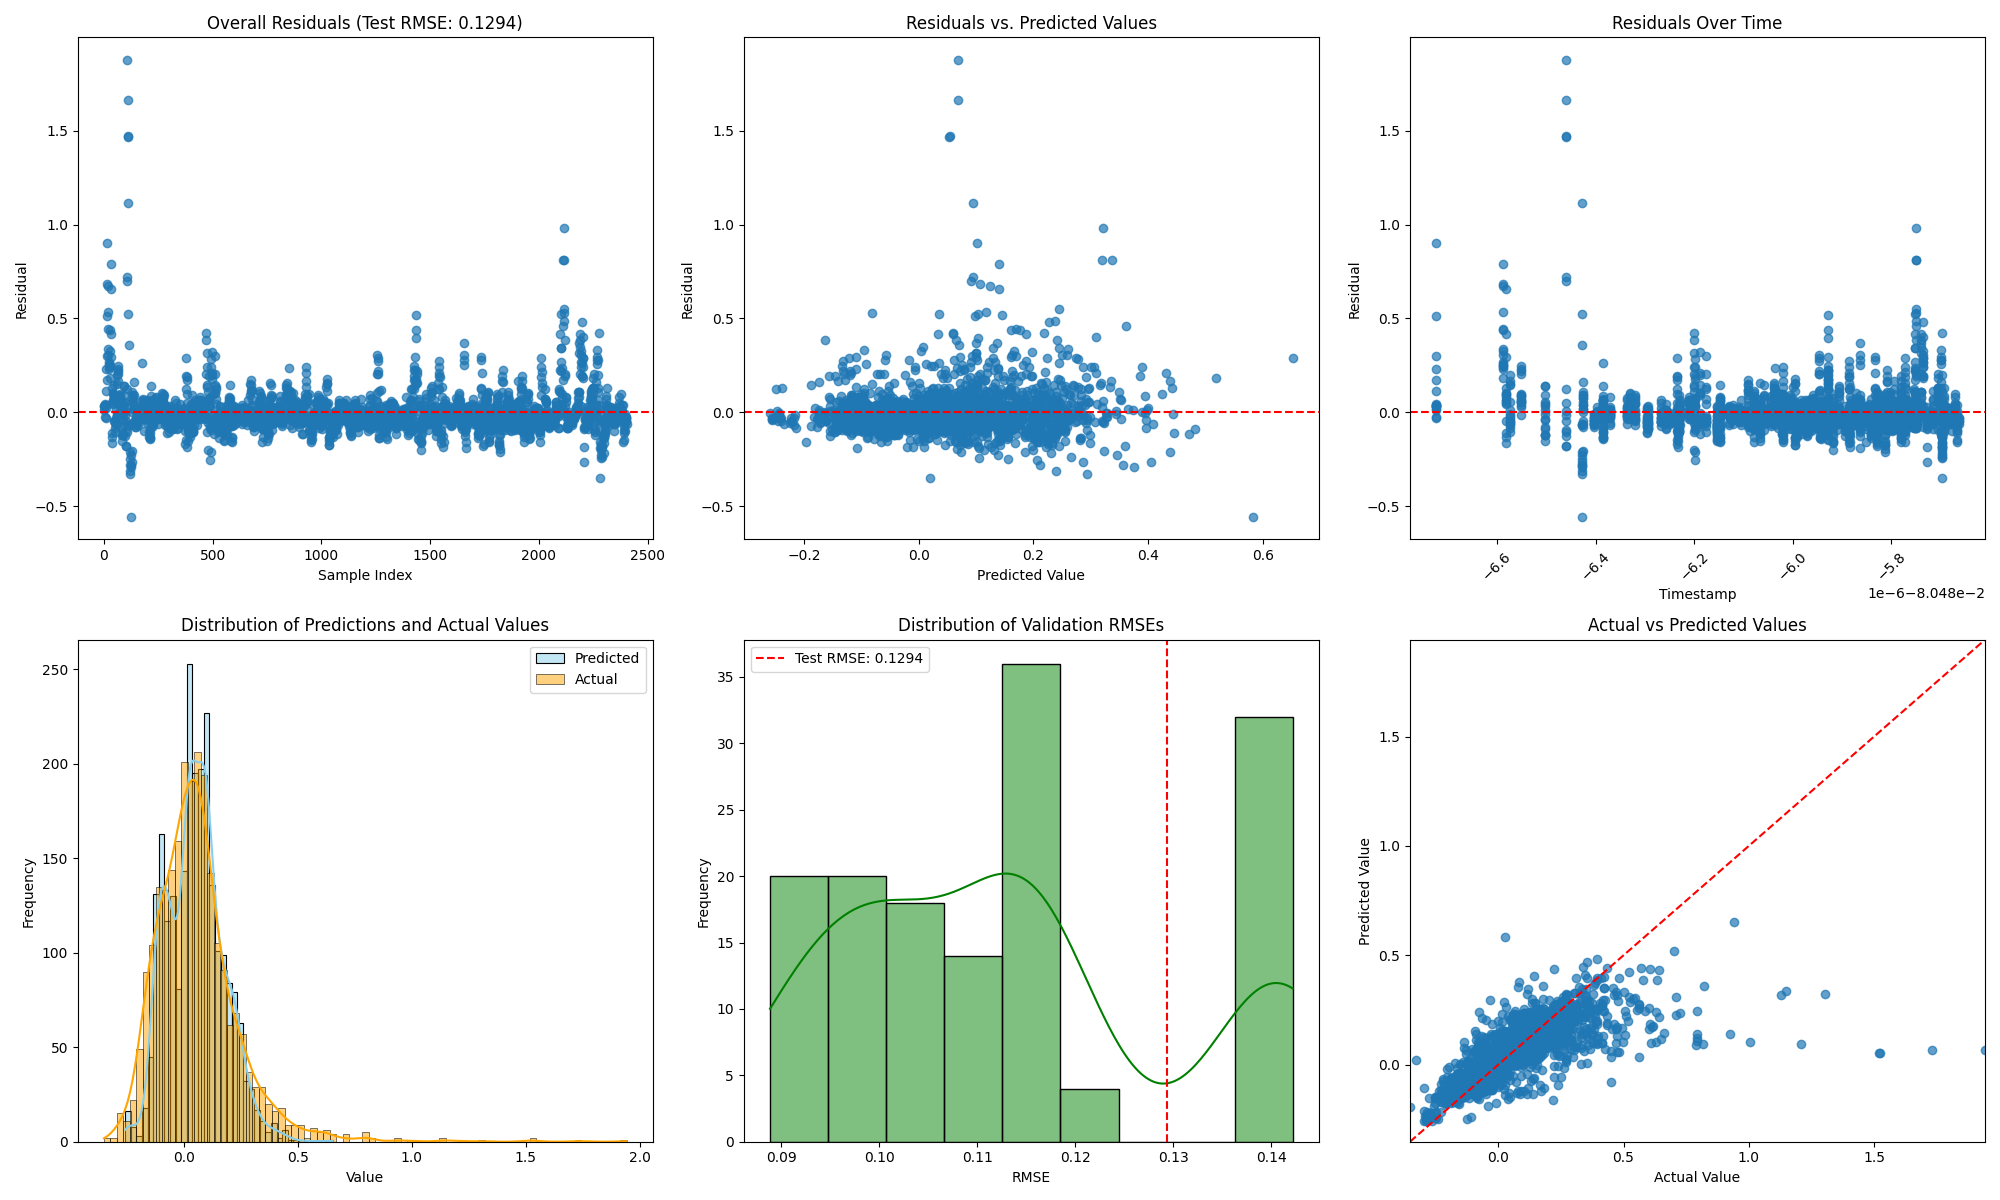 Overall Residuals (Test RMSE: 0.1294)
Residual
1.5
1.0
0.5
0.0
−0.5
0
500
1000
1500
2000
2500
Sample Index
Residuals vs. Predicted Values
Residual
1.5
1.0
0.5
0.0
−0.5
−0.2
0.0
0.2
0.4
0.6
Predicted Value
Residuals Over Time
Residual
1.5
1.0
0.5
0.0
−0.5
−6.6
−6.4
−6.2
−6.0
−5.8
1e−6−8.048e−2
Timestamp
Distribution of Predictions and Actual Values
Predicted
Actual
Frequency
250
200
150
100
50
0
0.0
0.5
1.0
1.5
2.0
Value
Distribution of Validation RMSEs
Test RMSE: 0.1294
Frequency
35
30
25
20
15
10
5
0
0.09
0.10
0.11
0.12
0.13
0.14
RMSE
Actual vs Predicted Values
Predicted Value
1.5
1.0
0.5
0.0
0.0
0.5
1.0
1.5
Actual Value